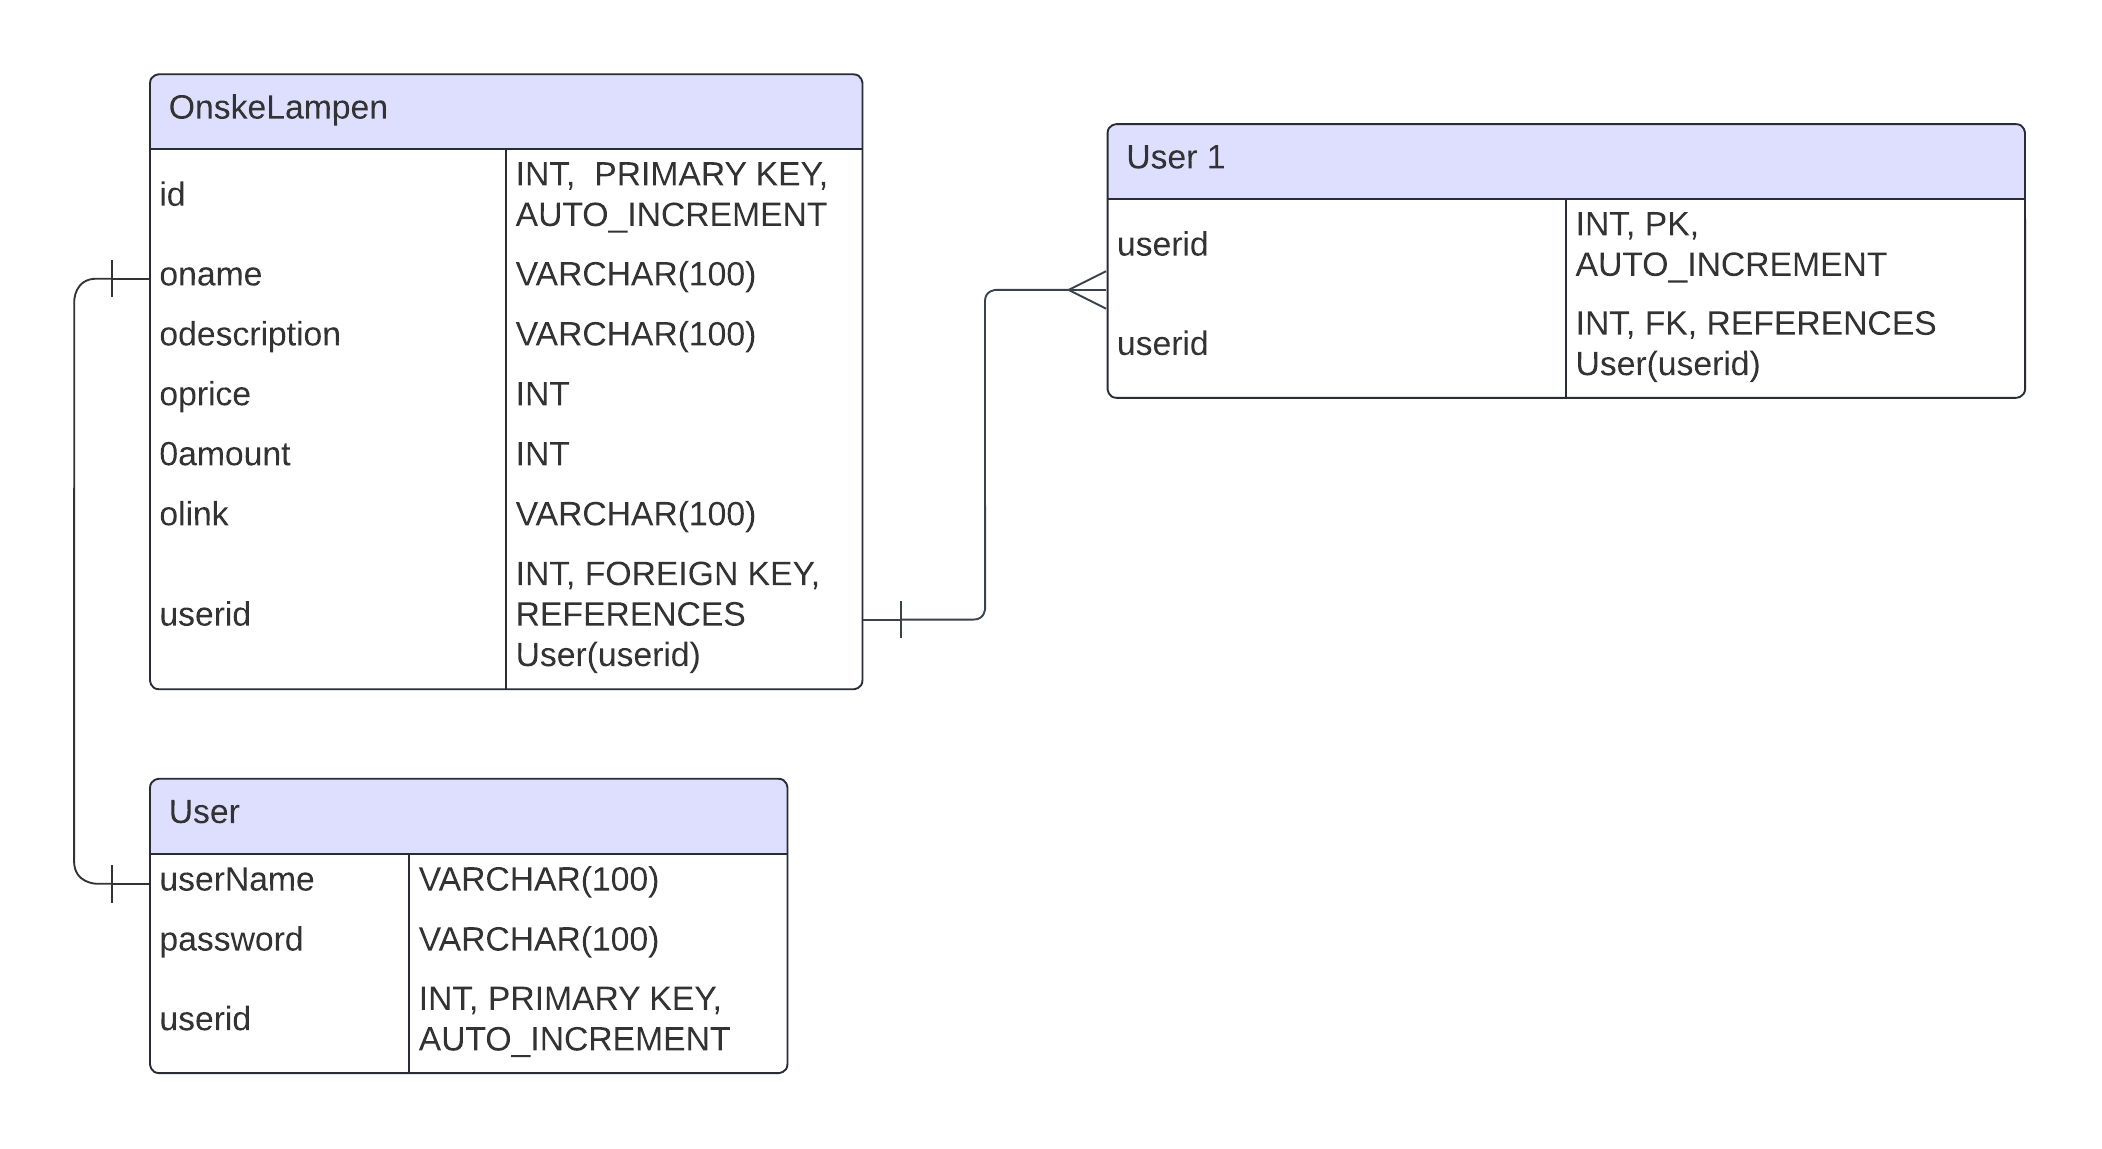 OnskeLampen
id
INT,  PRIMARY KEY,
AUTO_INCREMENT
oname
VARCHAR(100)
odescription
VARCHAR(100)
oprice
INT
0amount
INT
olink
VARCHAR(100)
userid
INT, FOREIGN KEY,
REFERENCES
User(userid)
User 1
userid
INT, PK,
AUTO_INCREMENT
userid
INT, FK, REFERENCES
User(userid)
User
userName
VARCHAR(100)
password
VARCHAR(100)
userid
INT, PRIMARY KEY,
AUTO_INCREMENT